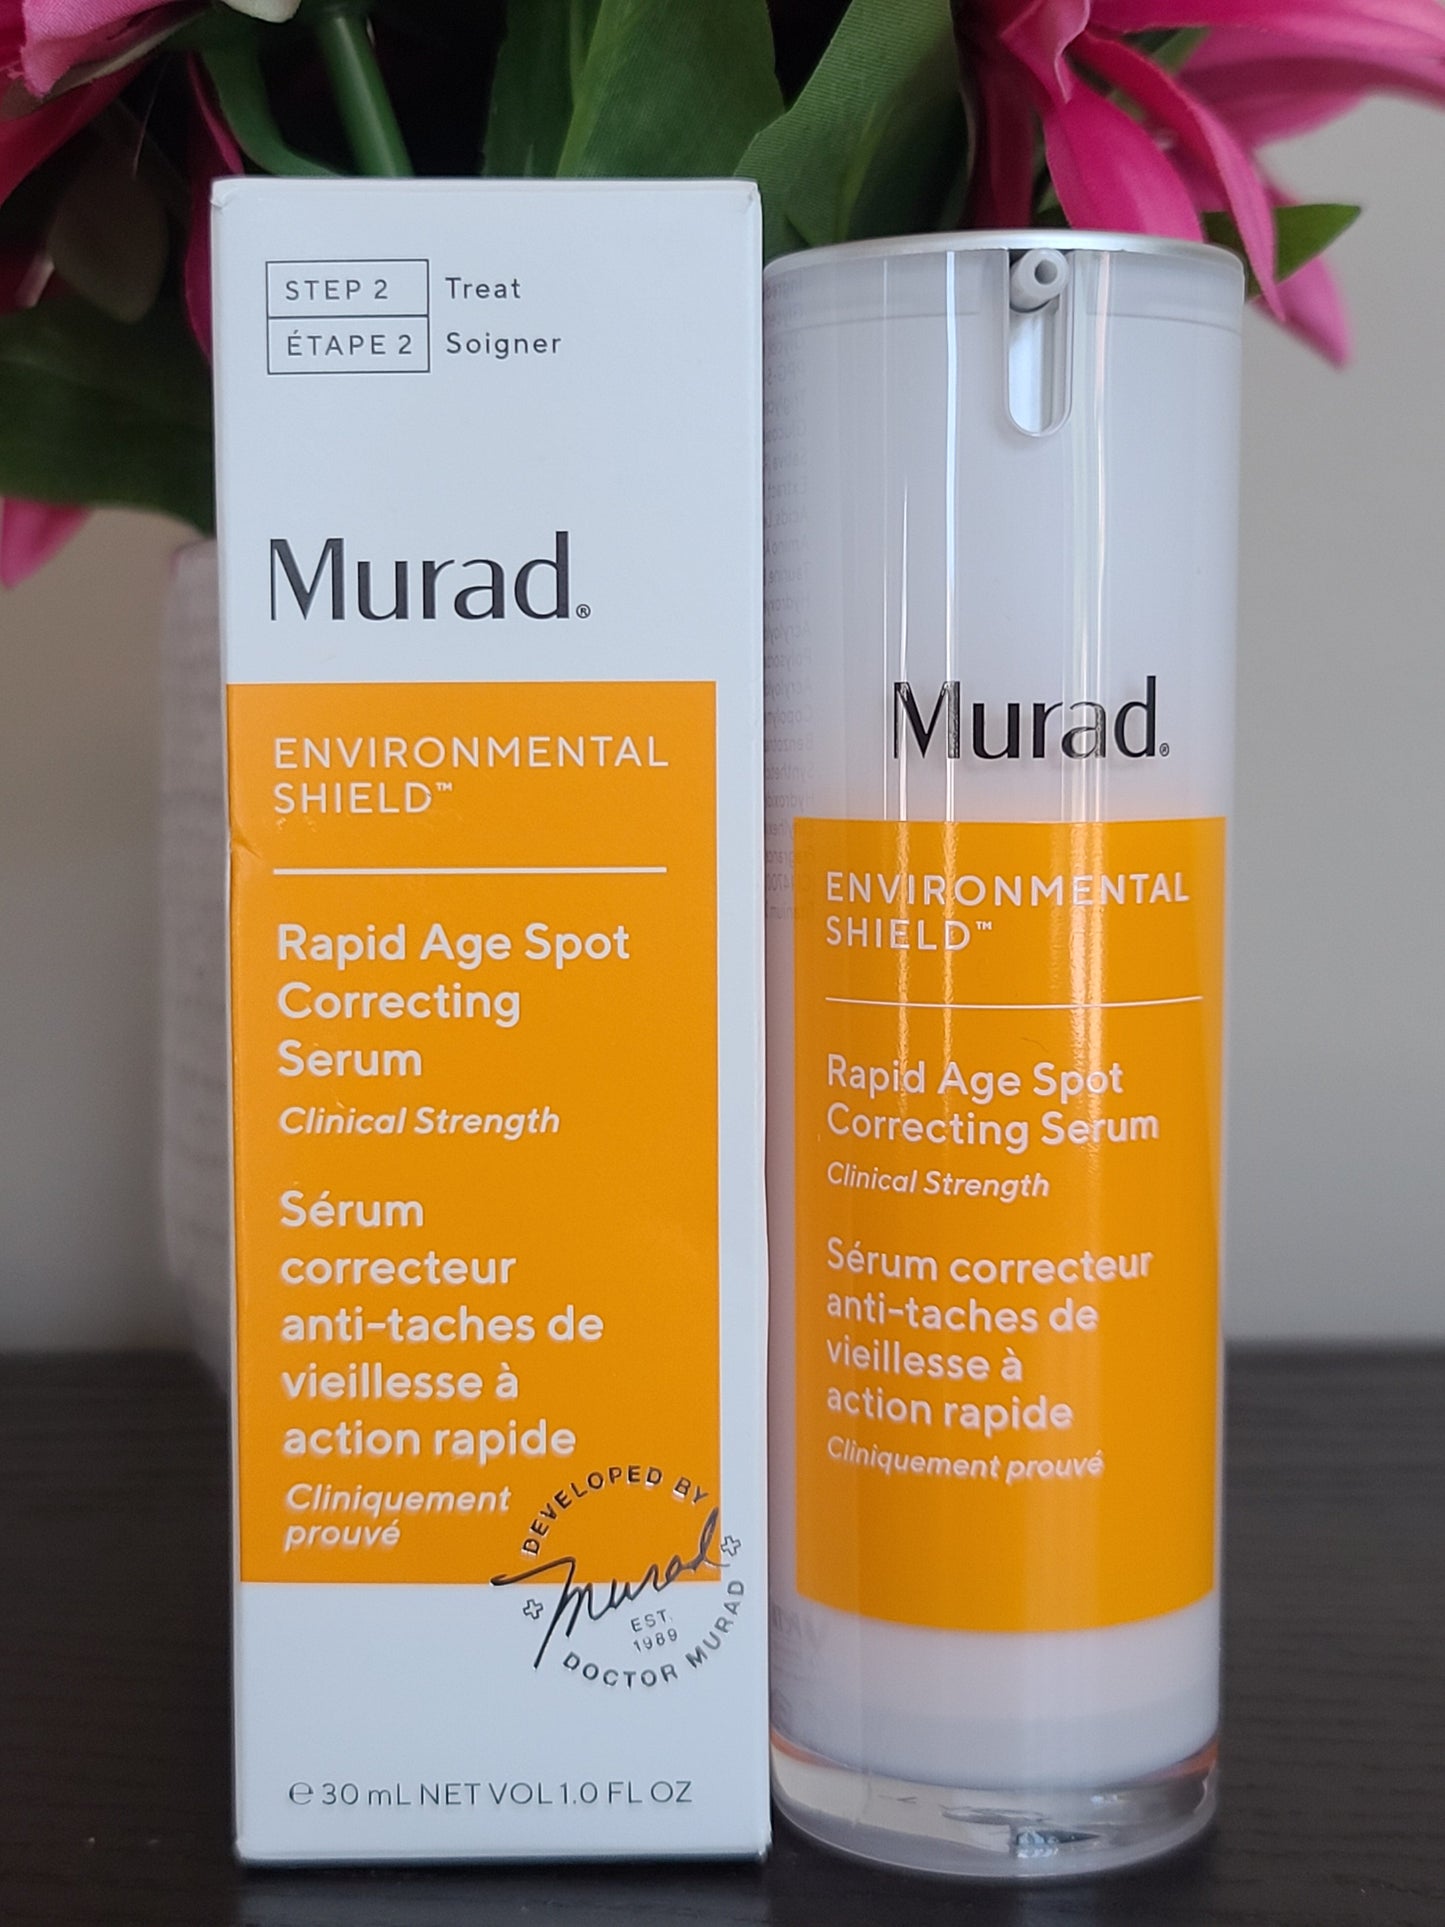 STEP 2 Treat
ÉTAPE 2 Soigner
Murad®
ENVIRONMENTAL
SHIELD™
Rapid Age Spot
Correcting
Serum
Clinical Strength
Sérum
correcteur
anti-taches de
vieillesse à
action rapide
Cliniquement
prouvé
DEVELOPED BY
Murad
EST.
1989
DOCTOR MURAD
℮ 30 mL NET VOL 1.0 FL OZ
Murad®
ENVIRONMENTAL
SHIELD™
Rapid Age Spot
Correcting Serum
Clinical Strength
Sérum correcteur
anti-taches de
vieillesse à
action rapide
Cliniquement prouvé